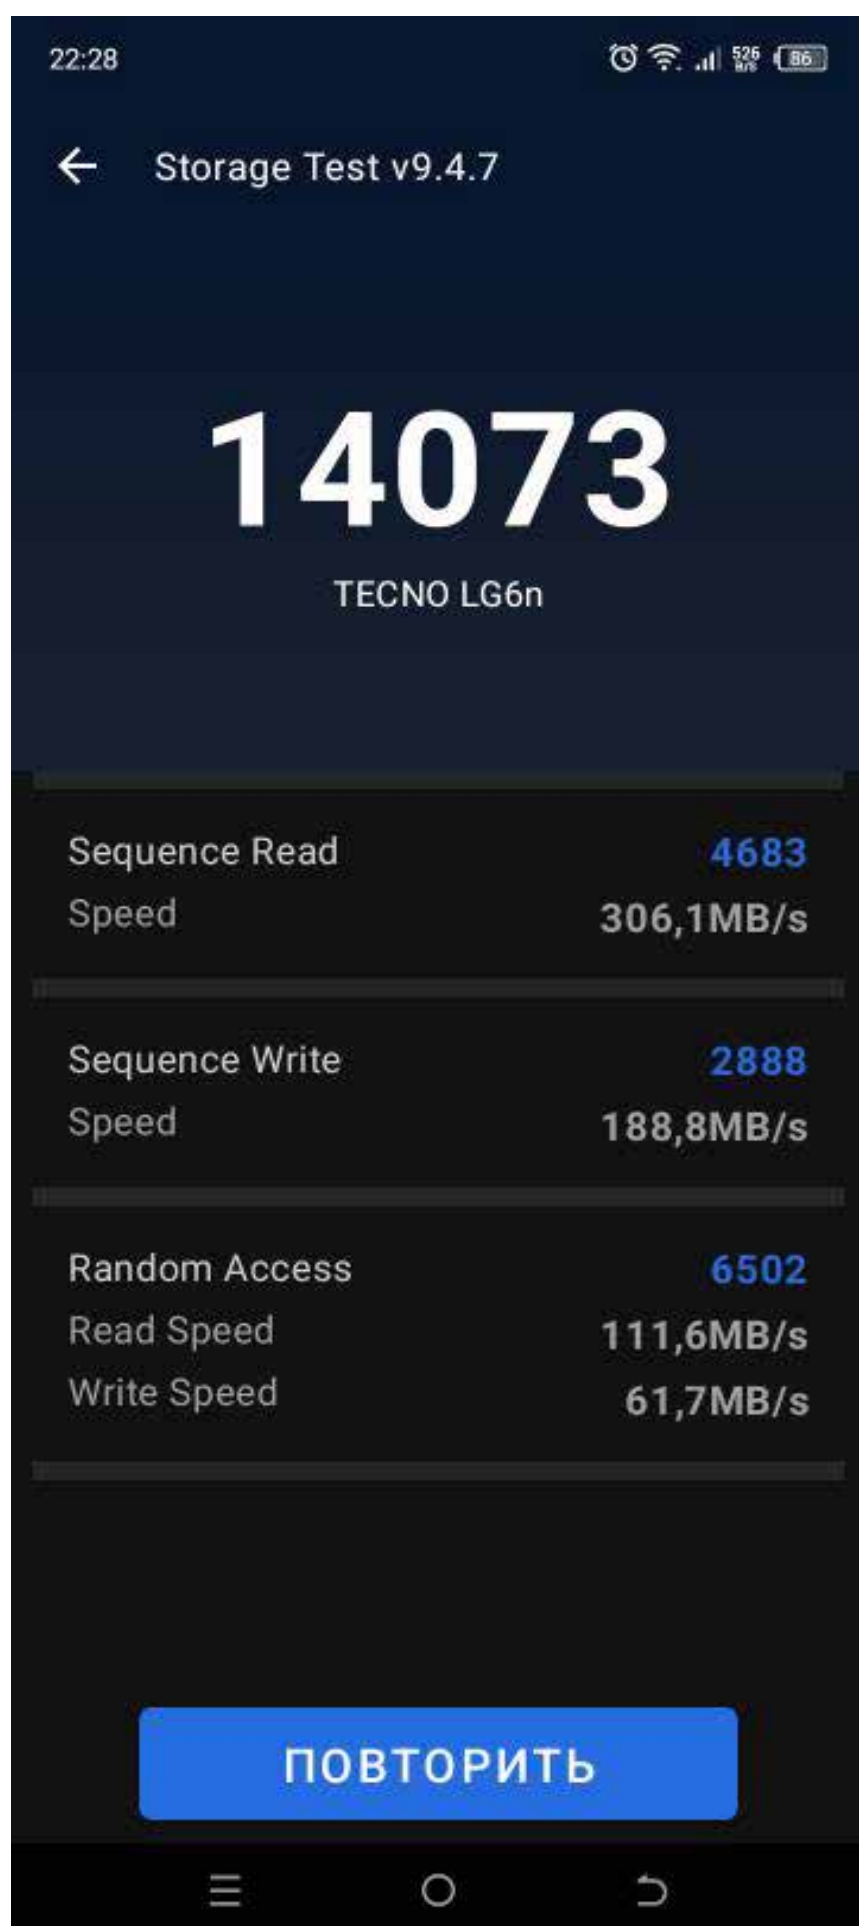 22:28 526 B/S 86
Storage Test v9.4.7
14073
TECNO LG6n
Sequence Read 4683
Speed 306,1MB/s
Sequence Write 2888
Speed 188,8MB/s
Random Access 6502
Read Speed 111,6MB/s
Write Speed 61,7MB/s
ПОВТОРИТЬ